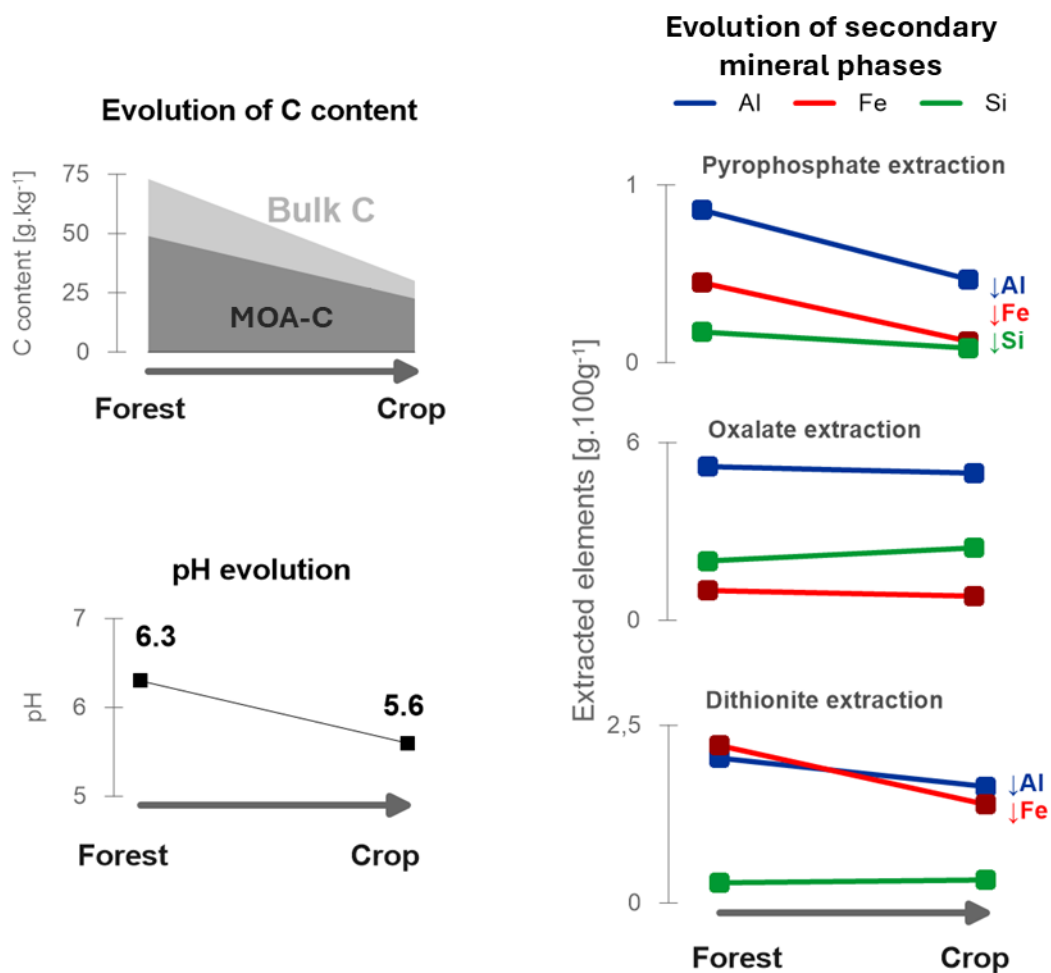 Evolution of C content
C content [g.kg⁻¹]
75
50
25
0
Bulk C
MOA-C
Forest
Crop
pH evolution
pH
7
6
5
6.3
5.6
Forest
Crop
Evolution of secondary
mineral phases
Al Fe Si
Extracted elements [g.100g⁻¹]
Pyrophosphate extraction
1
0
↓Al
↓Fe
↓Si
Oxalate extraction
6
0
Dithionite extraction
2,5
0
↓Al
↓Fe
Forest
Crop